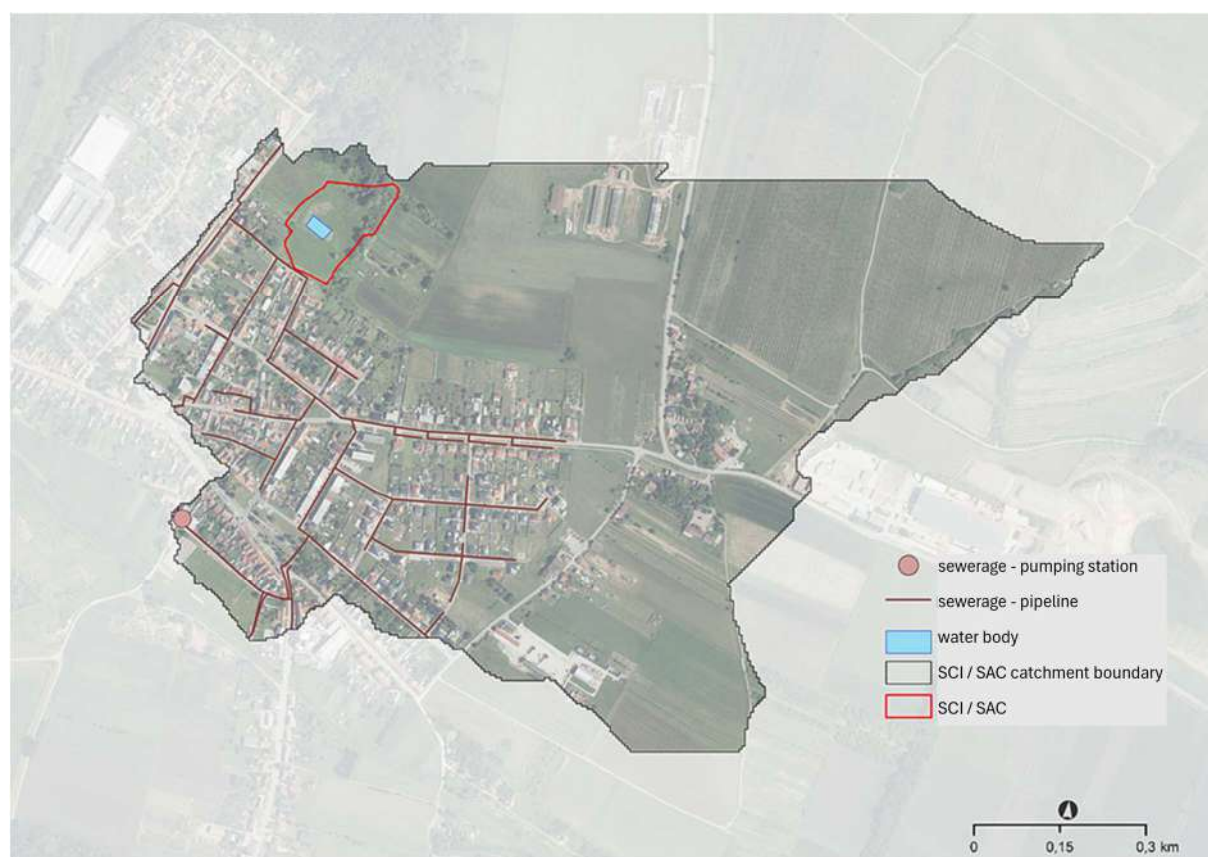 sewerage - pumping station
sewerage - pipeline
water body
SCI / SAC catchment boundary
SCI / SAC
0 0,15 0,3 km